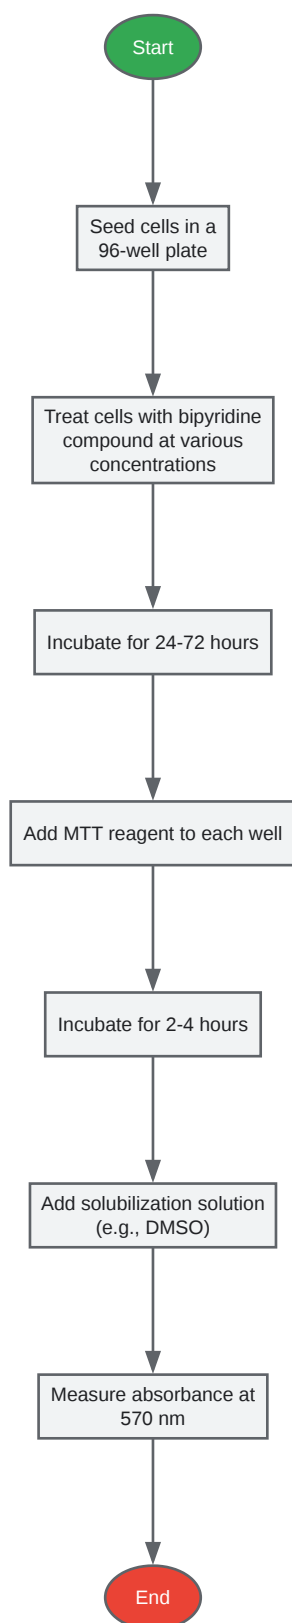 Start
Seed cells in a
96-well plate
Treat cells with bipyridine
compound at various
concentrations
Incubate for 24-72 hours
Add MTT reagent to each well
Incubate for 2-4 hours
Add solubilization solution
(e.g., DMSO)
Measure absorbance at
570 nm
End